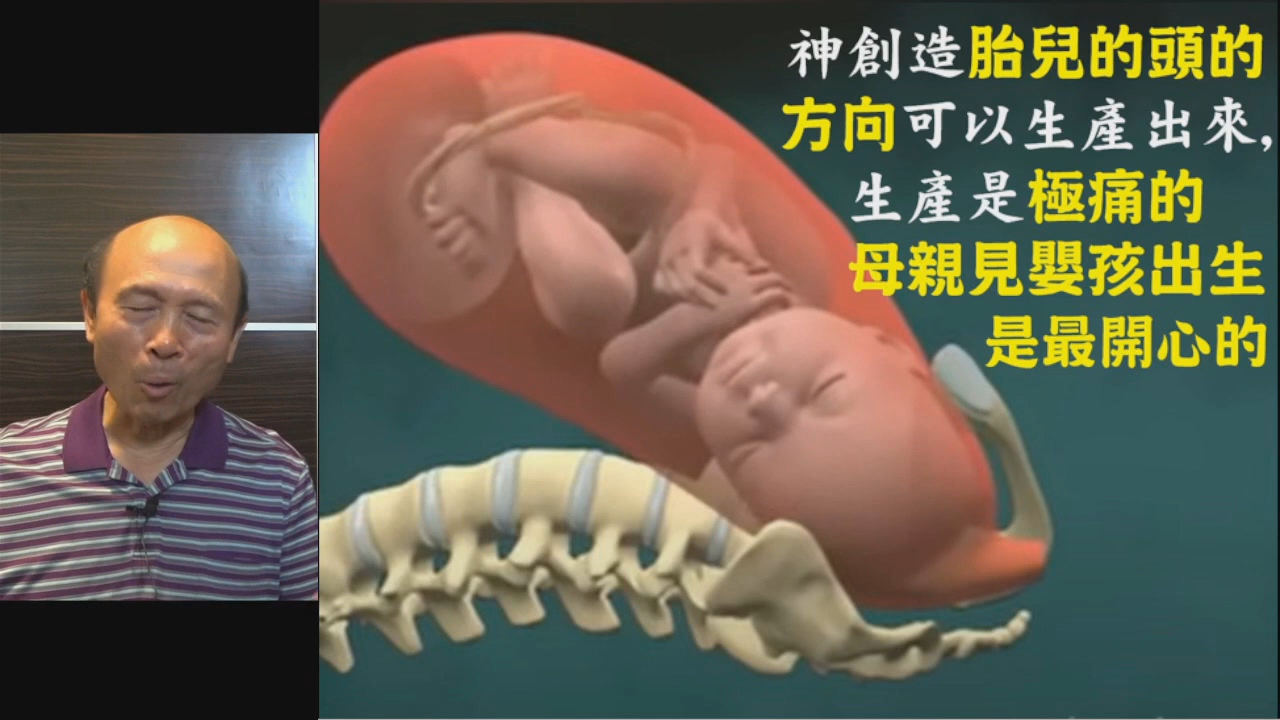 神創造胎兒的頭的
方向可以生產出來,
生產是極痛的
母親見嬰孩出生
是最開心的